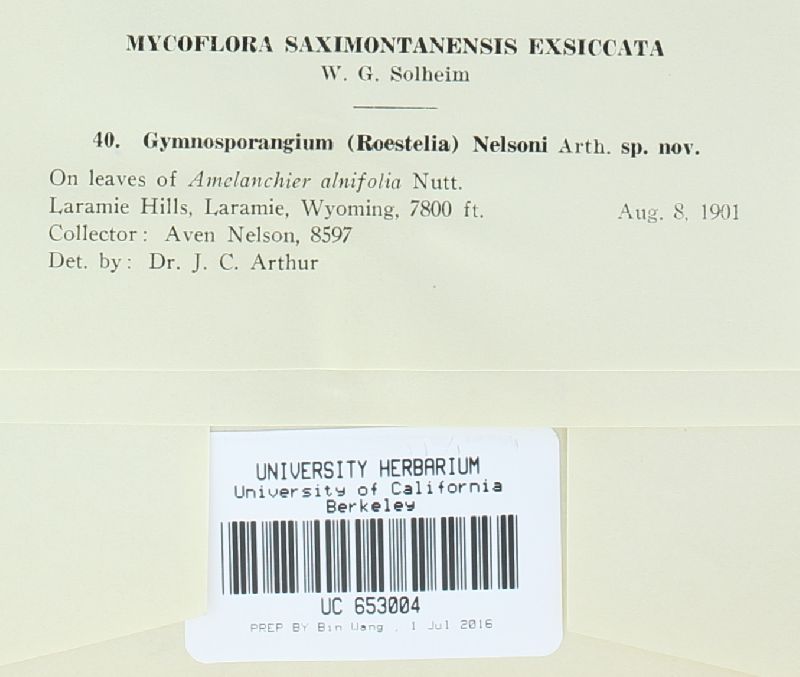 MYCOFLORA SAXIMONTANENSIS EXSICCATA
W. G. Solheim
40. Gymnosporangium (Roestelia) Nelsoni Arth. sp. nov.
On leaves of Amelanchier alnifolia Nutt.
Laramie Hills, Laramie, Wyoming, 7800 ft. Aug. 8, 1901
Collector: Aven Nelson, 8597
Det. by: Dr. J. C. Arthur
UNIVERSITY HERBARIUM
University of California
Berkeley
UC 653004
PREP BY Bin Wang , 1 Jul 2016